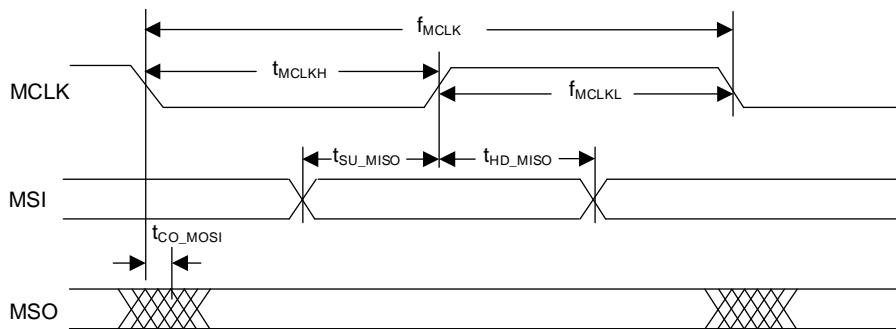 fMCLK
tMCLKH
MCLK
fMCLKL
tSU_MISO
tHD_MISO
MSI
tCO_MOSI
MSO